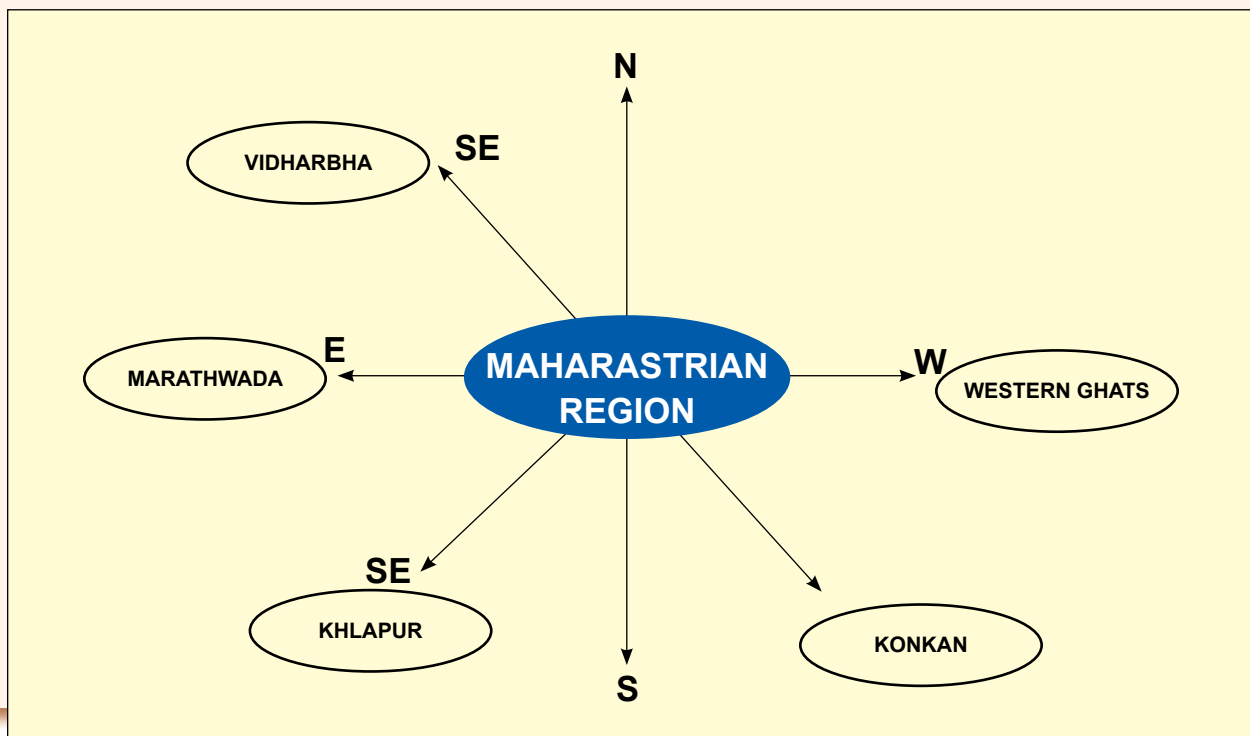 N
SE
VIDHARBHA
E
MARATHWADA
MAHARASTRIAN
REGION
W
WESTERN GHATS
SE
KHLAPUR
KONKAN
S